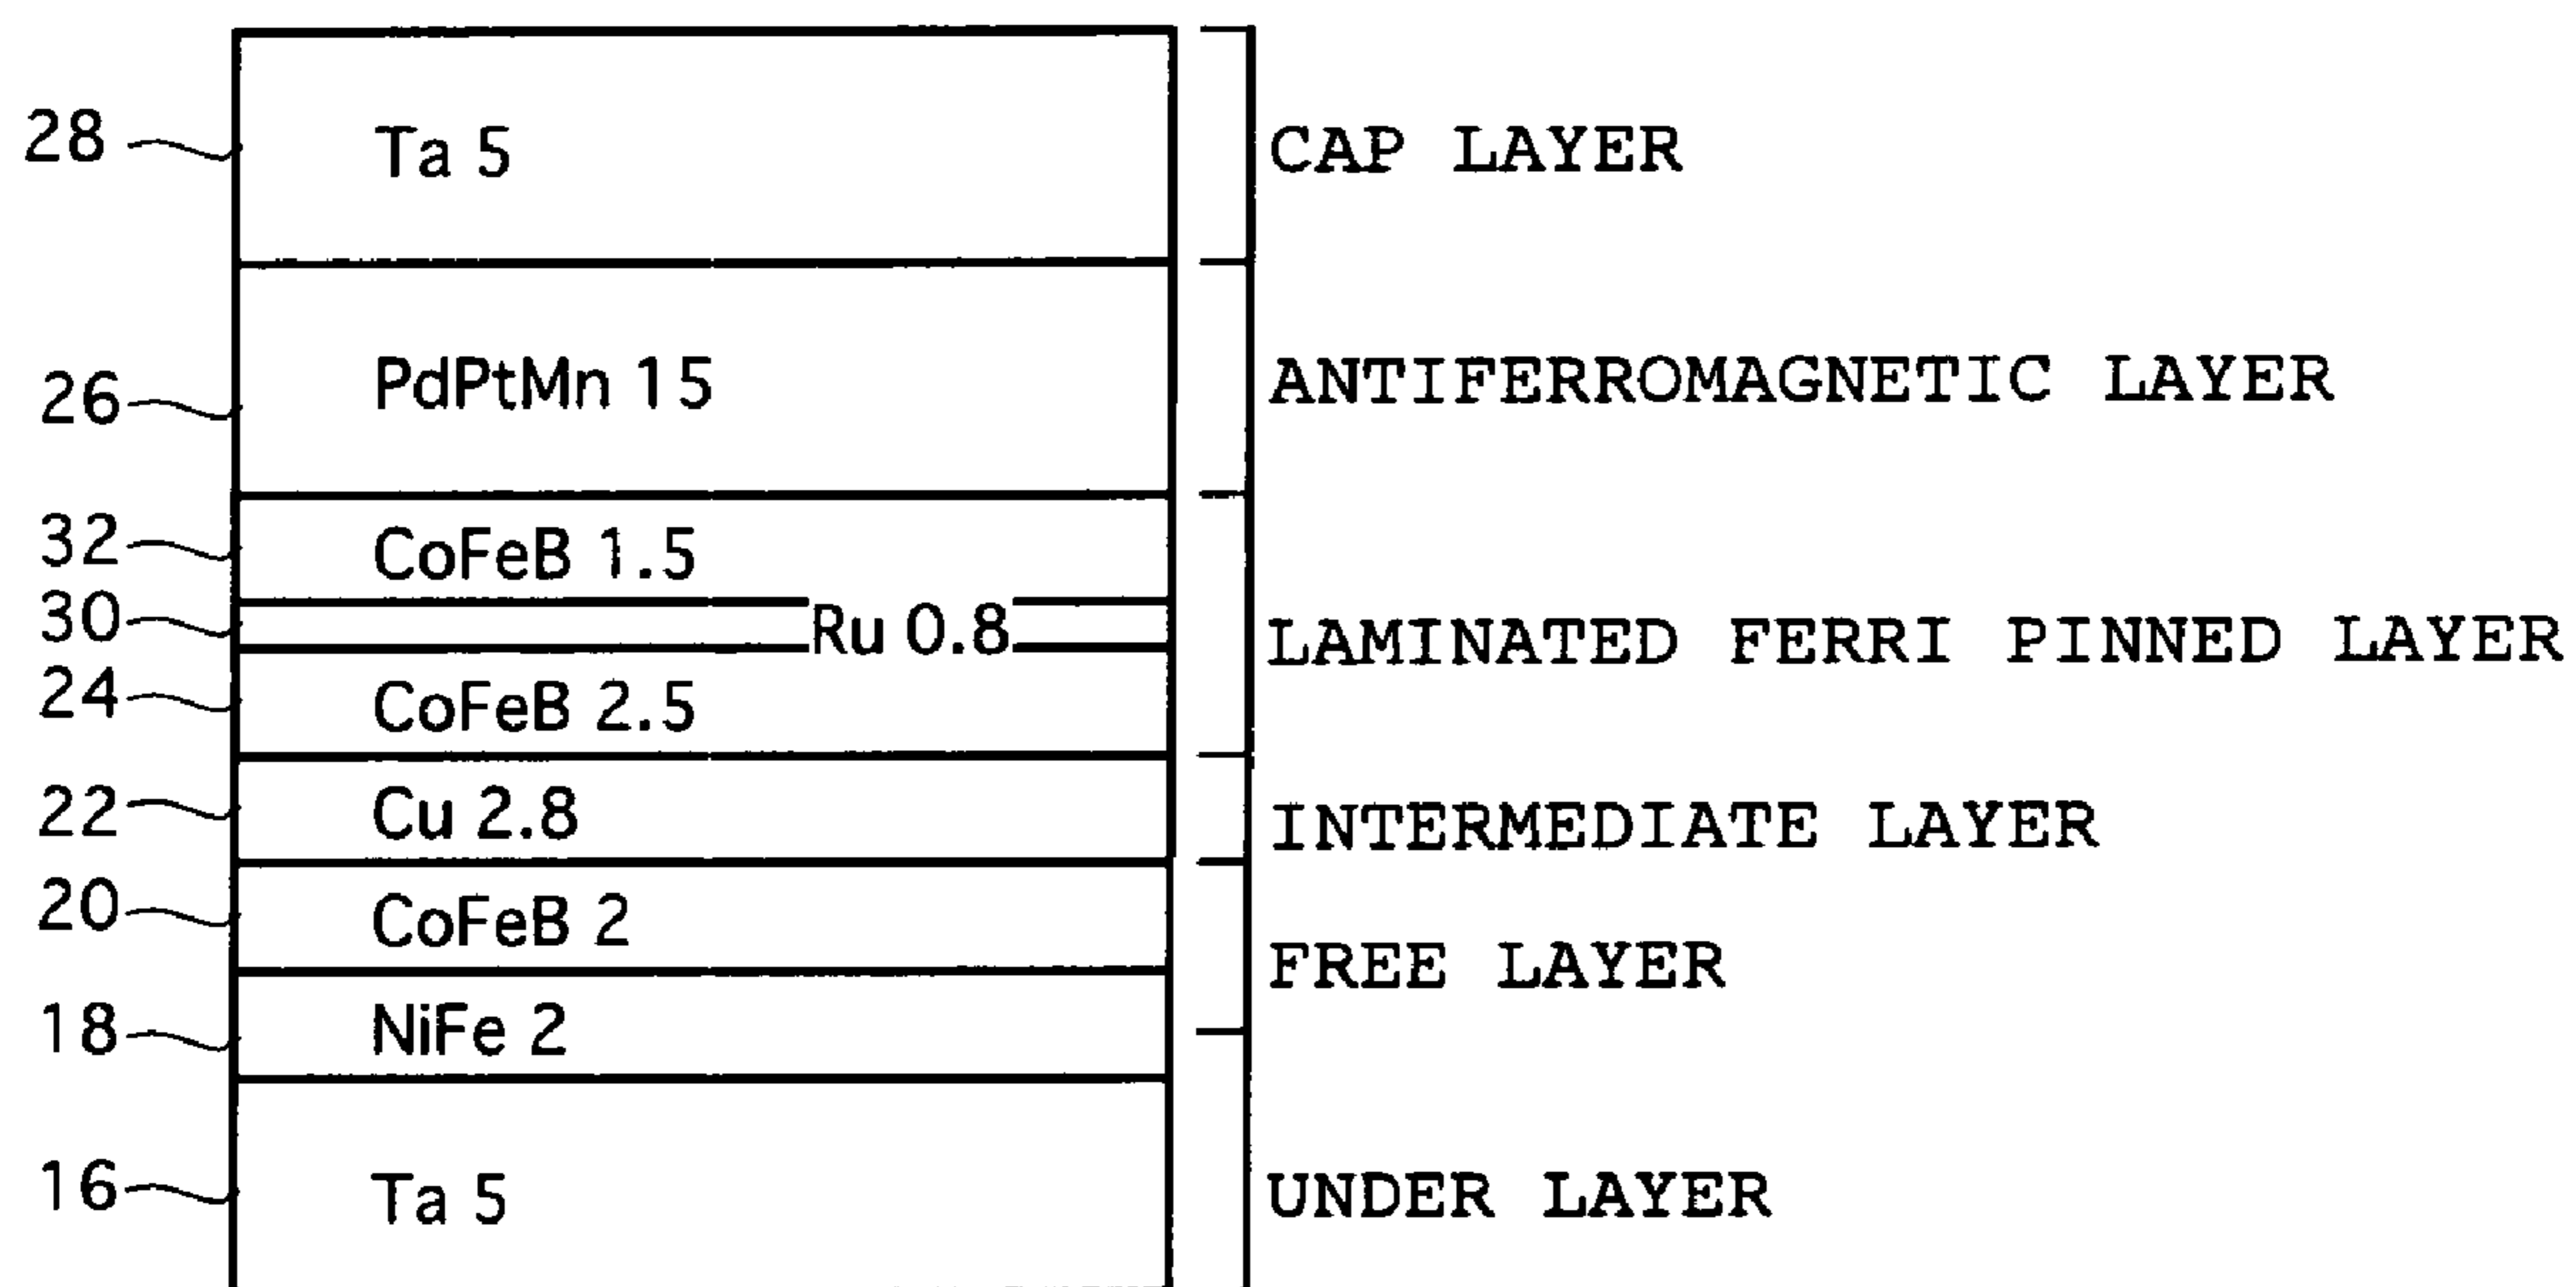 28 Ta 5 CAP LAYER
26 PdPtMn 15 ANTIFERROMAGNETIC LAYER
32 CoFeB 1.5
30 Ru 0.8 LAMINATED FERRI PINNED LAYER
24 CoFeB 2.5
22 Cu 2.8 INTERMEDIATE LAYER
20 CoFeB 2
FREE LAYER
18 NiFe 2
16 Ta 5 UNDER LAYER